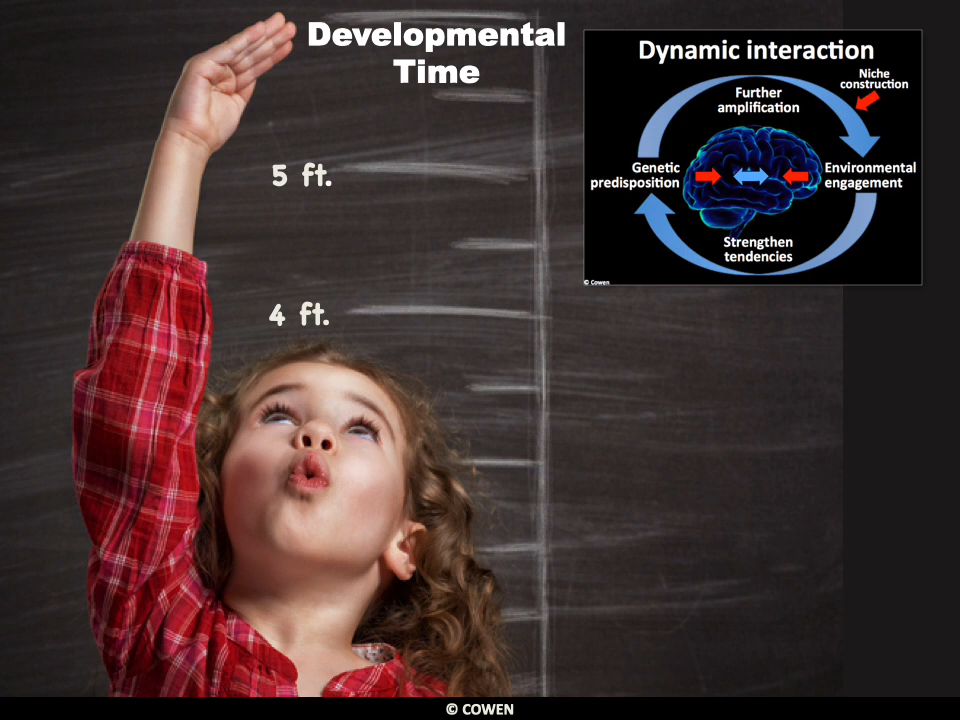 Developmental
Time
5 ft.
4 ft.
Dynamic interaction
Niche
construction
Further
amplification
Genetic
predisposition
Environmental
engagement
Strengthen
tendencies
© Cowen
© COWEN